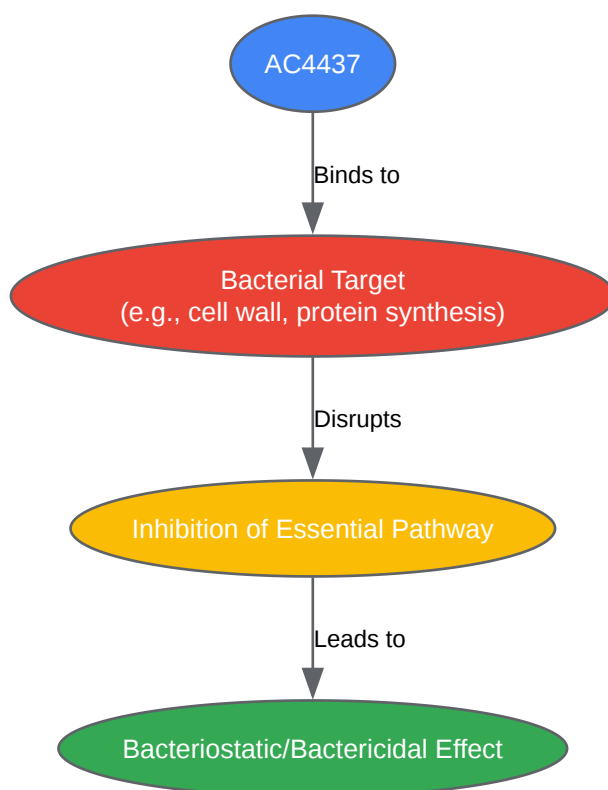 AC4437
Binds to
Bacterial Target
(e.g., cell wall, protein synthesis)
Disrupts
Inhibition of Essential Pathway
Leads to
Bacteriostatic/Bactericidal Effect